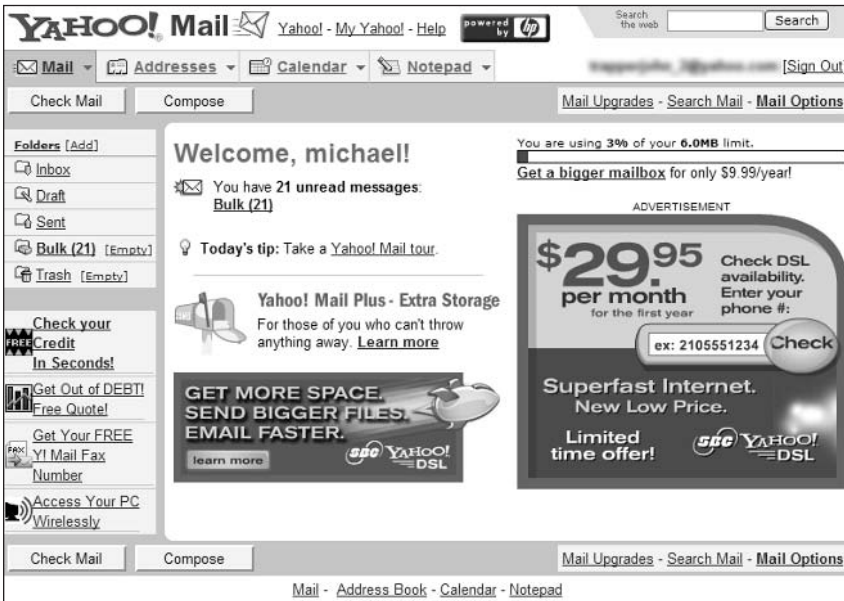 YAHOO! Mail Yahoo! - My Yahoo! - Help powered by hp Search the web Search
Mail Addresses Calendar Notepad [Sign Out]
Check Mail Compose Mail Upgrades - Search Mail - Mail Options
Folders [Add]
Inbox
Draft
Sent
Bulk (21) [Empty]
Trash [Empty]
FREE
Check your
Credit
In Seconds!
Get Out of DEBT!
Free Quote!
FAX
Get Your FREE
Y! Mail Fax
Number
Access Your PC
Wirelessly
Welcome, michael!
You have 21 unread messages:
Bulk (21)
Today's tip: Take a Yahoo! Mail tour.
Yahoo! Mail Plus - Extra Storage
For those of you who can't throw
anything away. Learn more
GET MORE SPACE.
SEND BIGGER FILES.
EMAIL FASTER.
learn more
SBC YAHOO!
DSL
You are using 3% of your 6.0MB limit.
Get a bigger mailbox for only $9.99/year!
ADVERTISEMENT
$29.95
per month
for the first year
Check DSL
availability.
Enter your
phone #:
ex: 2105551234 Check
Superfast Internet.
New Low Price.
Limited
time offer!
SBC YAHOO!
DSL
Check Mail Compose Mail Upgrades - Search Mail - Mail Options
Mail - Address Book - Calendar - Notepad